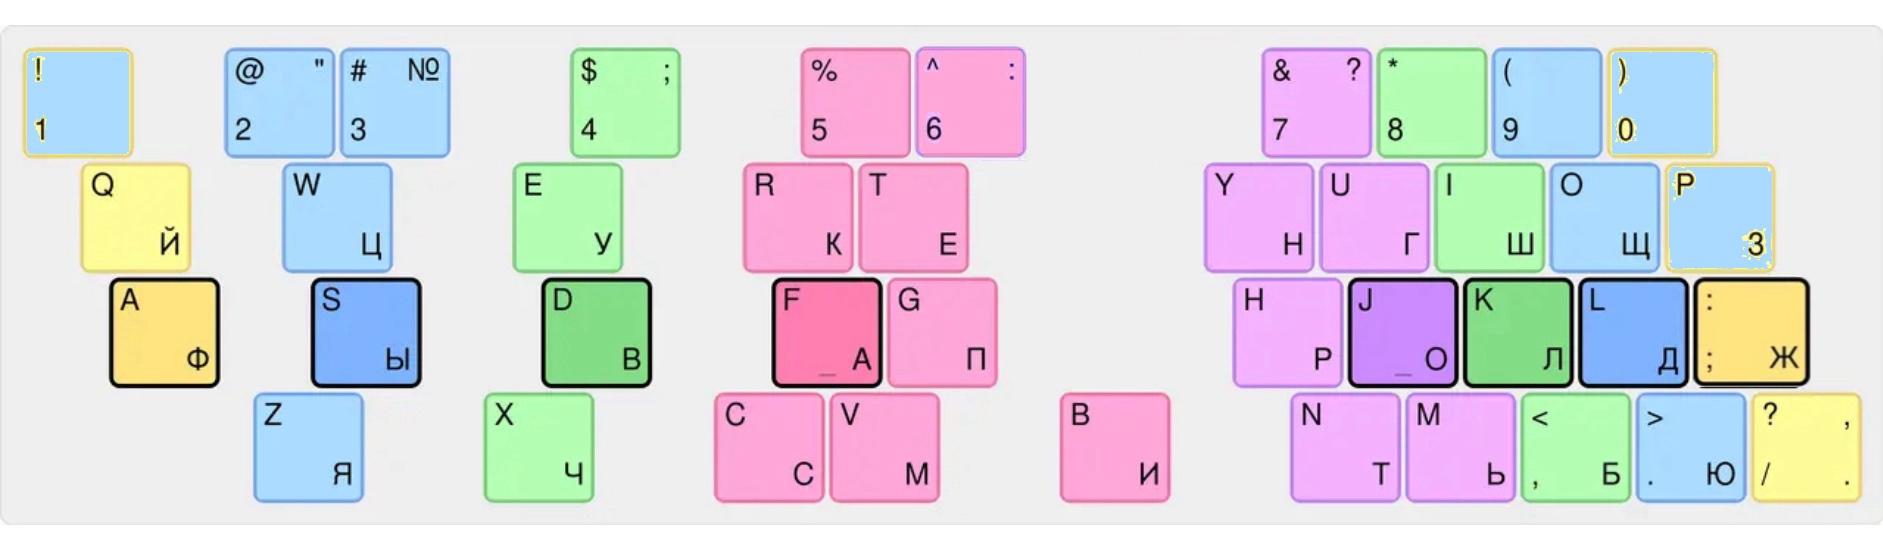 ! @ " # № $ ; % ^ : & ? * ( )
1 2 3 4 5 6 7 8 9 0
Q W E R T Y U I O P
Й Ц У К Е Н Г Ш Щ З
A S D F G H J K L :
Ф Ы В _ А П Р _ О Л Д ; Ж
Z X C V B N M < > ? ,
Я Ч С М И Т Ь , Б . Ю / .